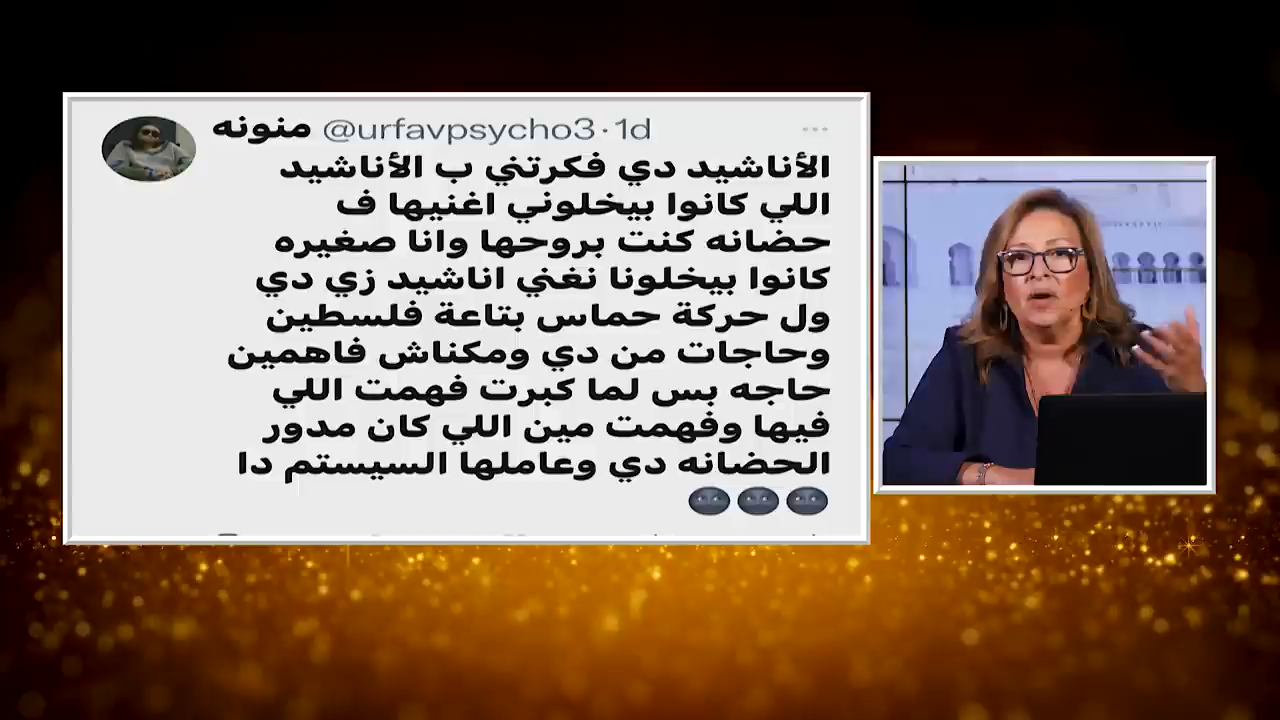 منونه @urfavpsycho3 · 1d
الأناشيد دي فكرتني ب الأناشيد
اللي كانوا بيخلوني اغنيها ف
حضانه كنت بروحها وانا صغيره
كانوا بيخلونا نغني اناشيد زي دي
ول حركة حماس بتاعة فلسطين
وحاجات من دي ومكناش فاهمين
حاجه بس لما كبرت فهمت اللي
فيها وفهمت مين اللي كان مدور
الحضانه دي وعاملها السيستم دا
🌚🌚🌚